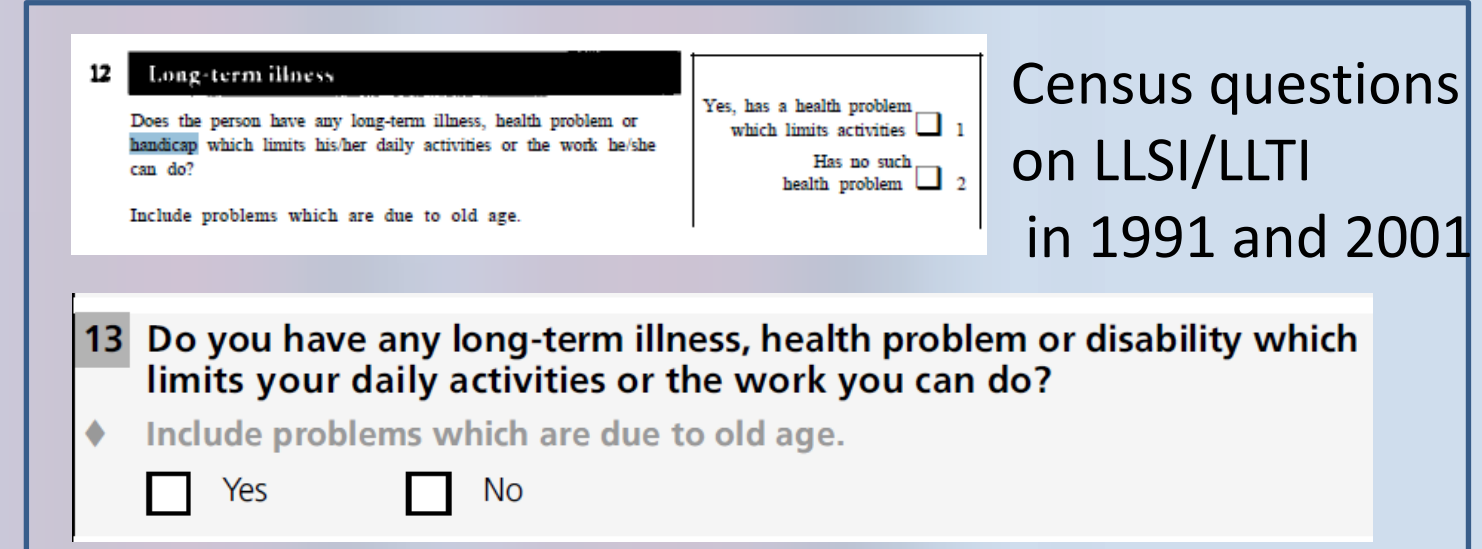 12 Long-term illness
Does the person have any long-term illness, health problem or
handicap which limits his/her daily activities or the work he/she
can do?
Include problems which are due to old age.
Yes, has a health problem
which limits activities 1
Has no such
health problem 2
Census questions
on LLSI/LLTI
in 1991 and 2001
13 Do you have any long-term illness, health problem or disability which
limits your daily activities or the work you can do?
♦ Include problems which are due to old age.
Yes No